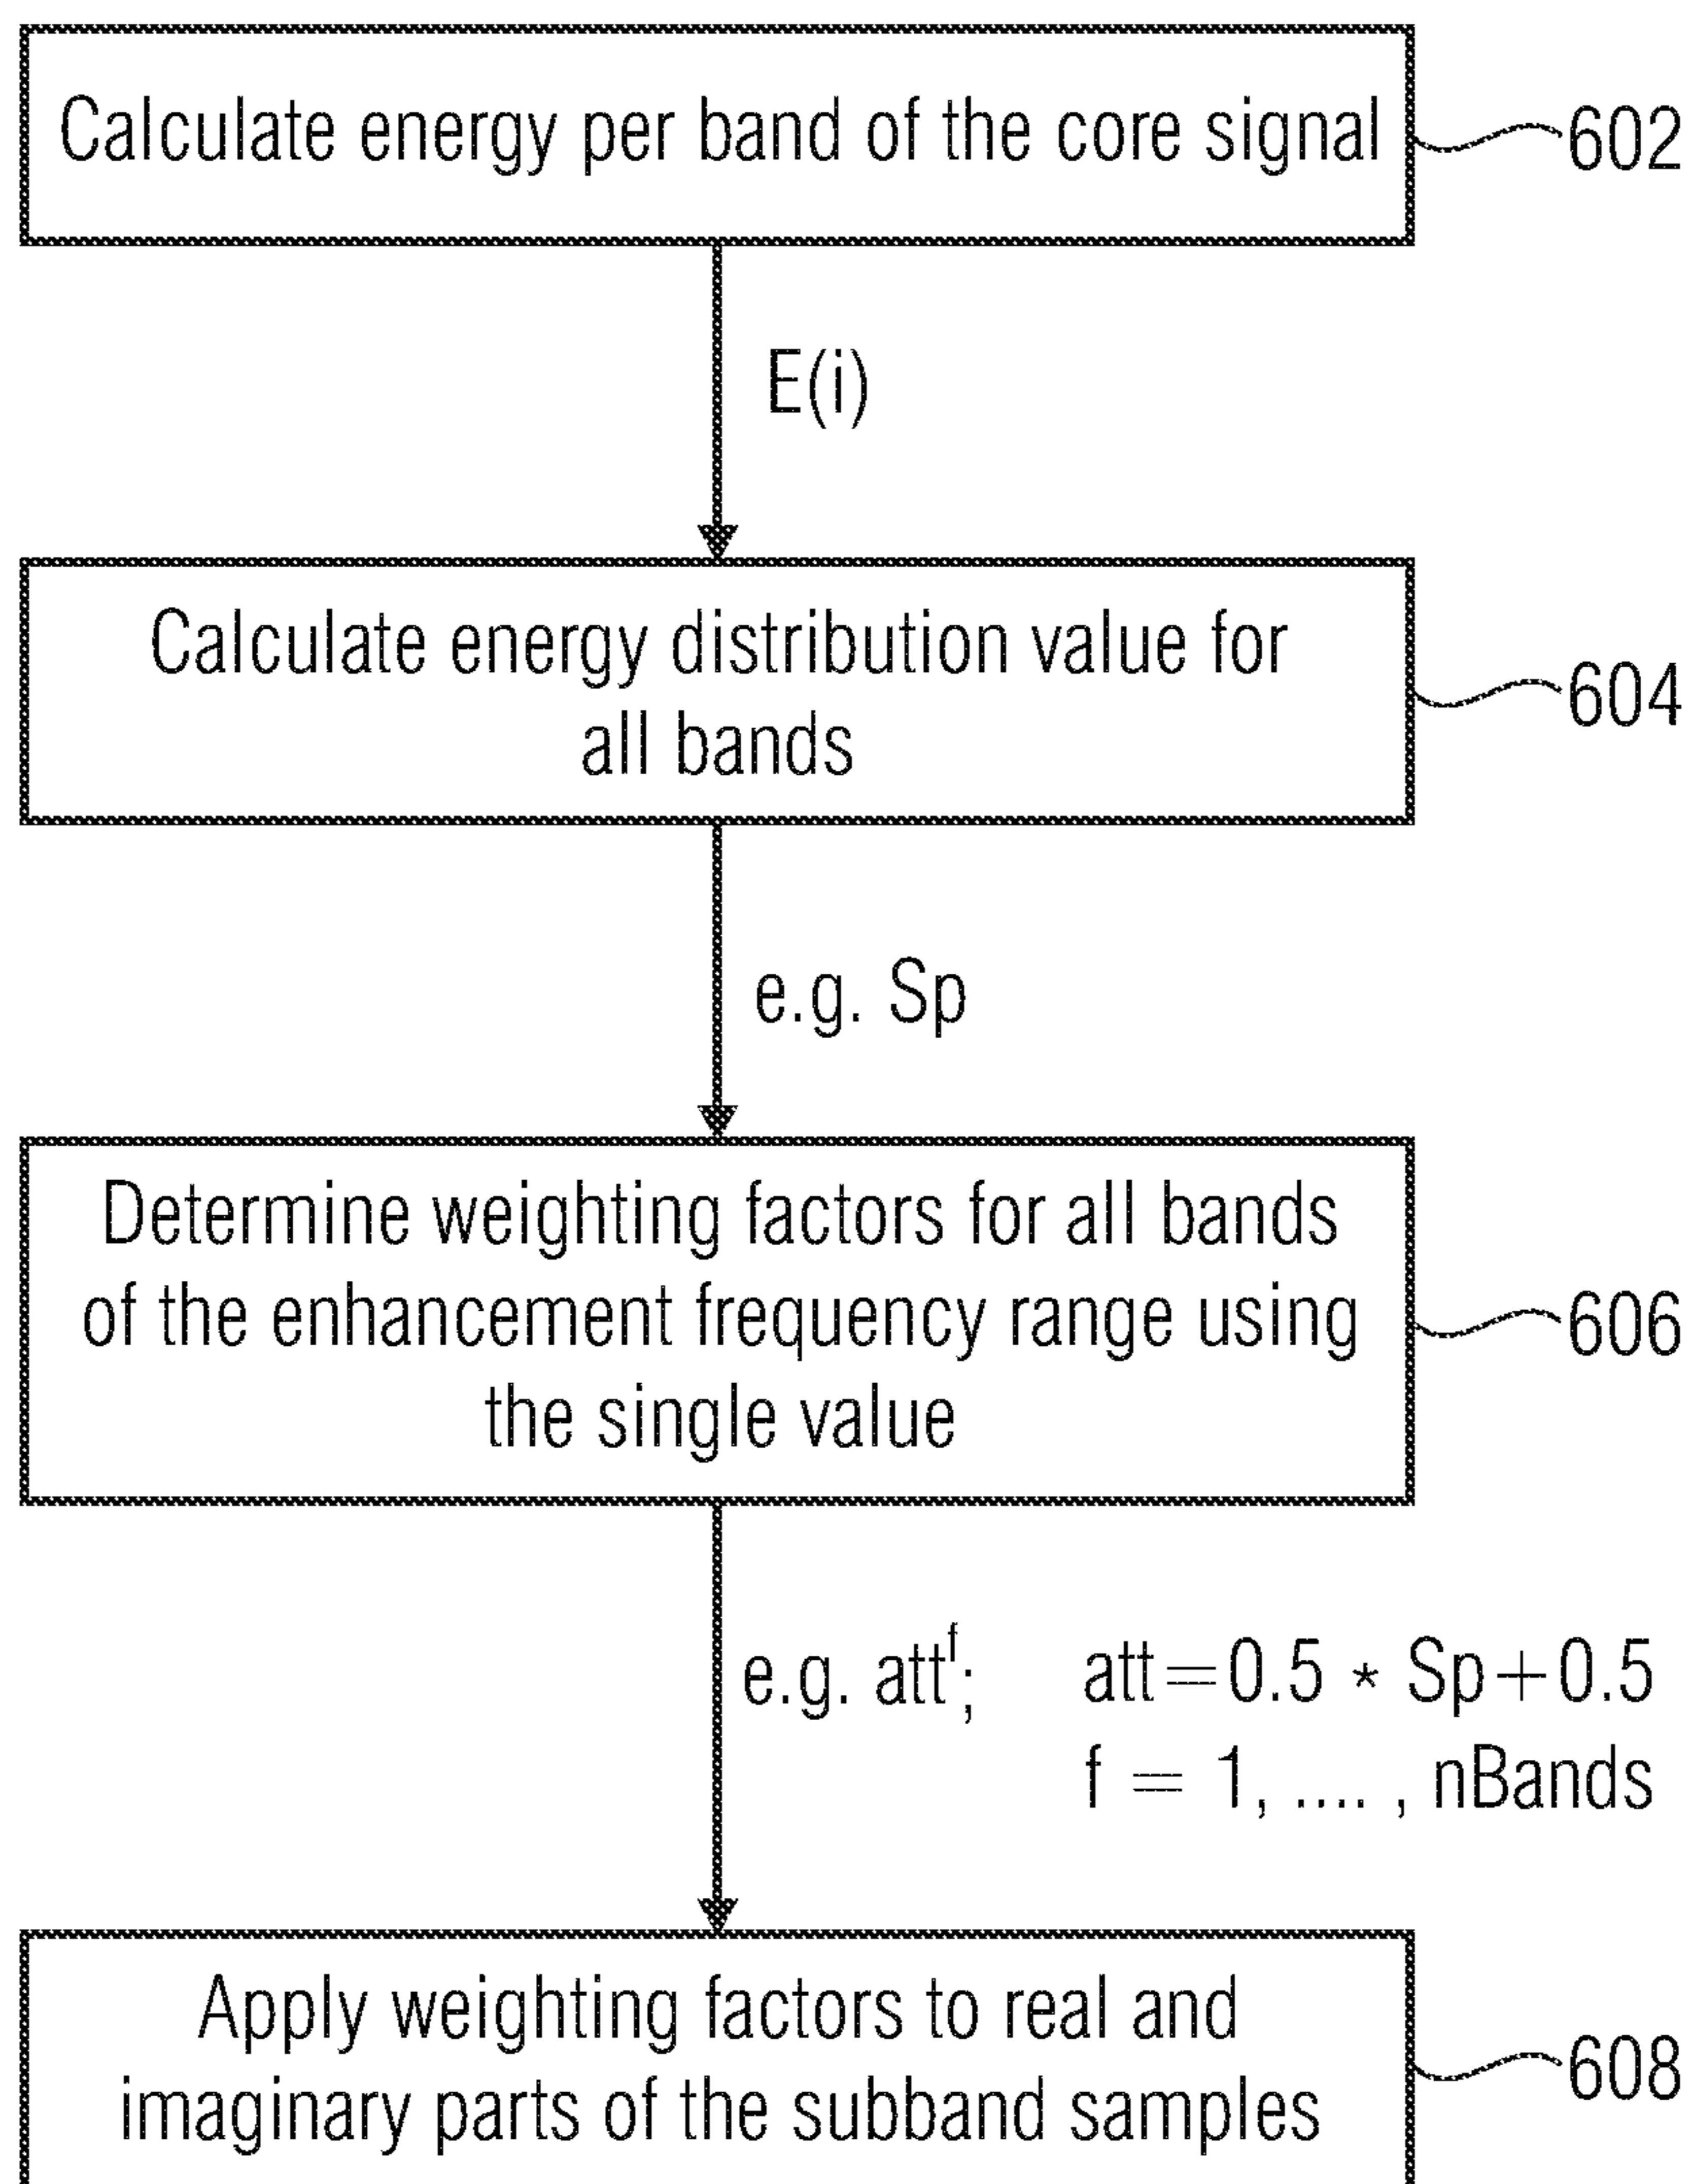 Calculate energy per band of the core signal
602
E(i)
Calculate energy distribution value for
all bands
604
e.g. Sp
Determine weighting factors for all bands
of the enhancement frequency range using
the single value
606
e.g. attᶠ; att=0.5 * Sp+0.5
f = 1, .... , nBands
Apply weighting factors to real and
imaginary parts of the subband samples
608